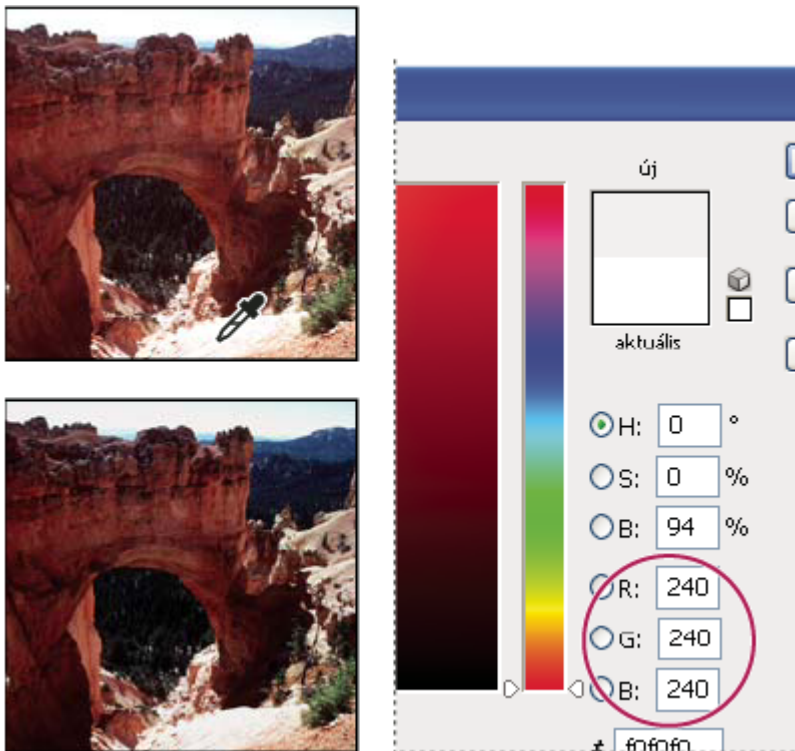 új
aktuális
H: 0 °
S: 0 %
B: 94 %
R: 240
G: 240
B: 240
# f0f0f0